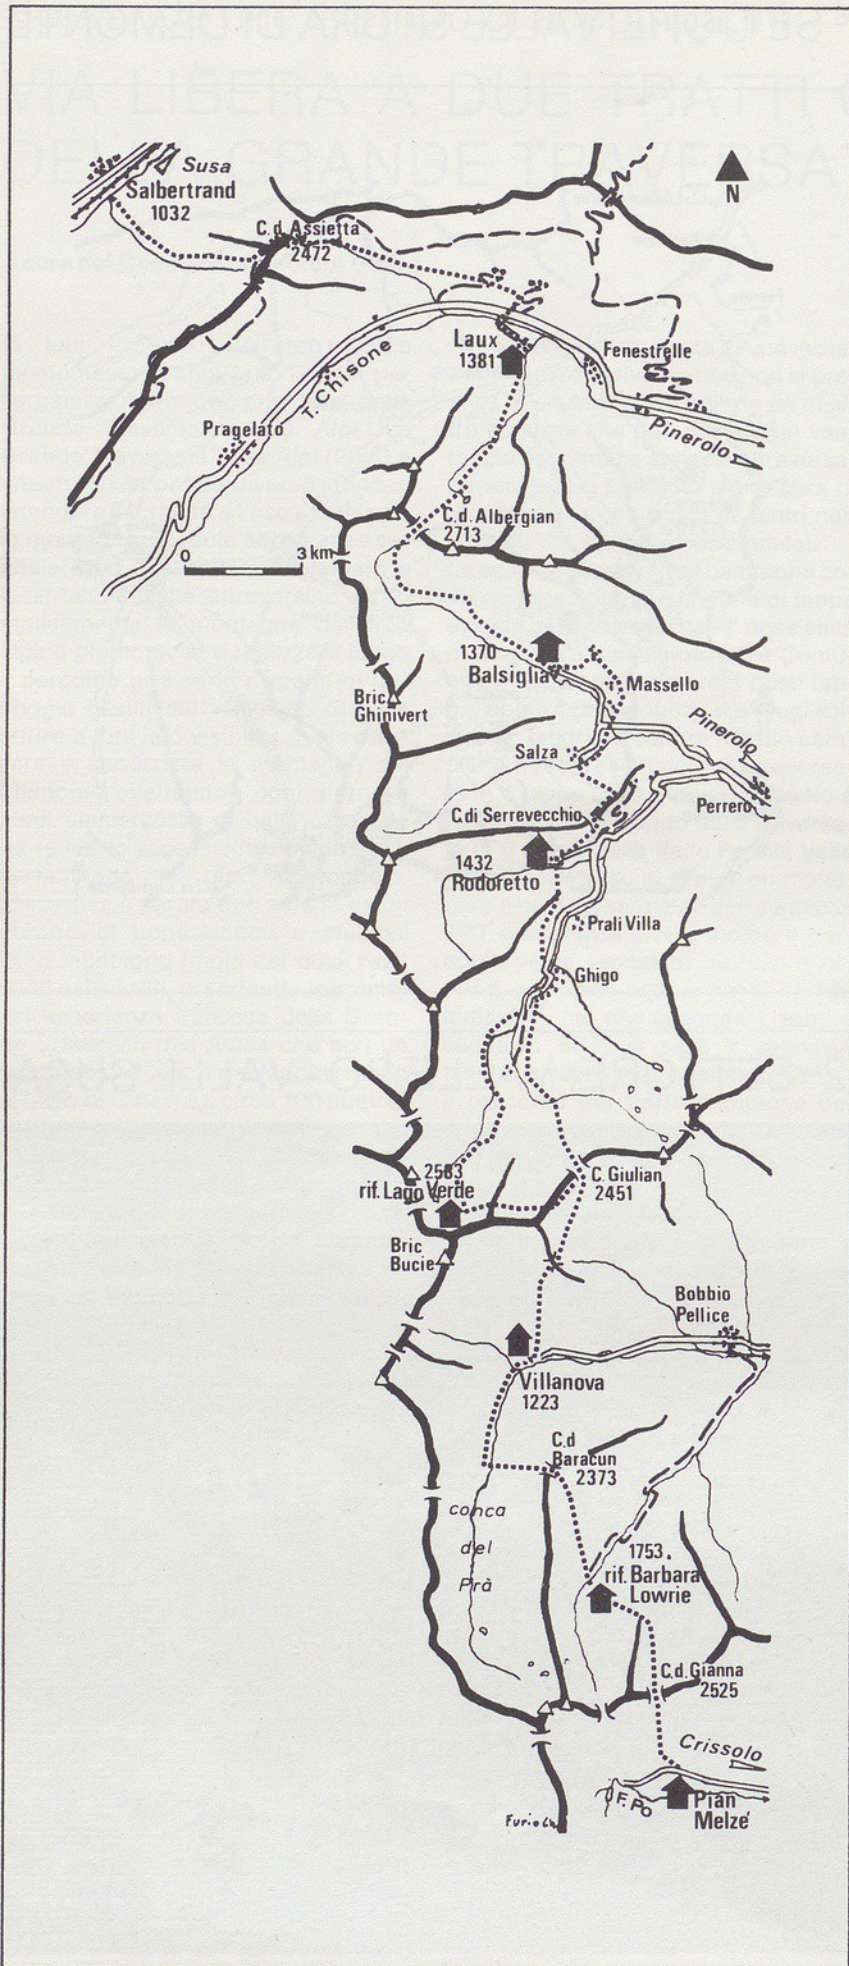 Susa
Salbertrand
1032
N
C.d. Assietta
2472
Laux
1381
Fenestrelle
T. Chisone
Pragelato
Pinerolo
C.d. Albergian
2713
0 3 km
1370
Balsiglia
Massello
Bric
Ghinivert
Pinerolo
Salza
Perrero
C.di Serrevecchio
1432
Rodoretto
Prali Villa
Ghigo
2583
rif. Lago Verde
C. Giulian
2451
Bric
Bucie
Bobbio
Pellice
Villanova
1223
C.d
Baracun
2373
conca
del
Prà
1753
rif. Barbara
Lowrie
C.d. Gianna
2525
Crissolo
F. Po
Pian
Melze'